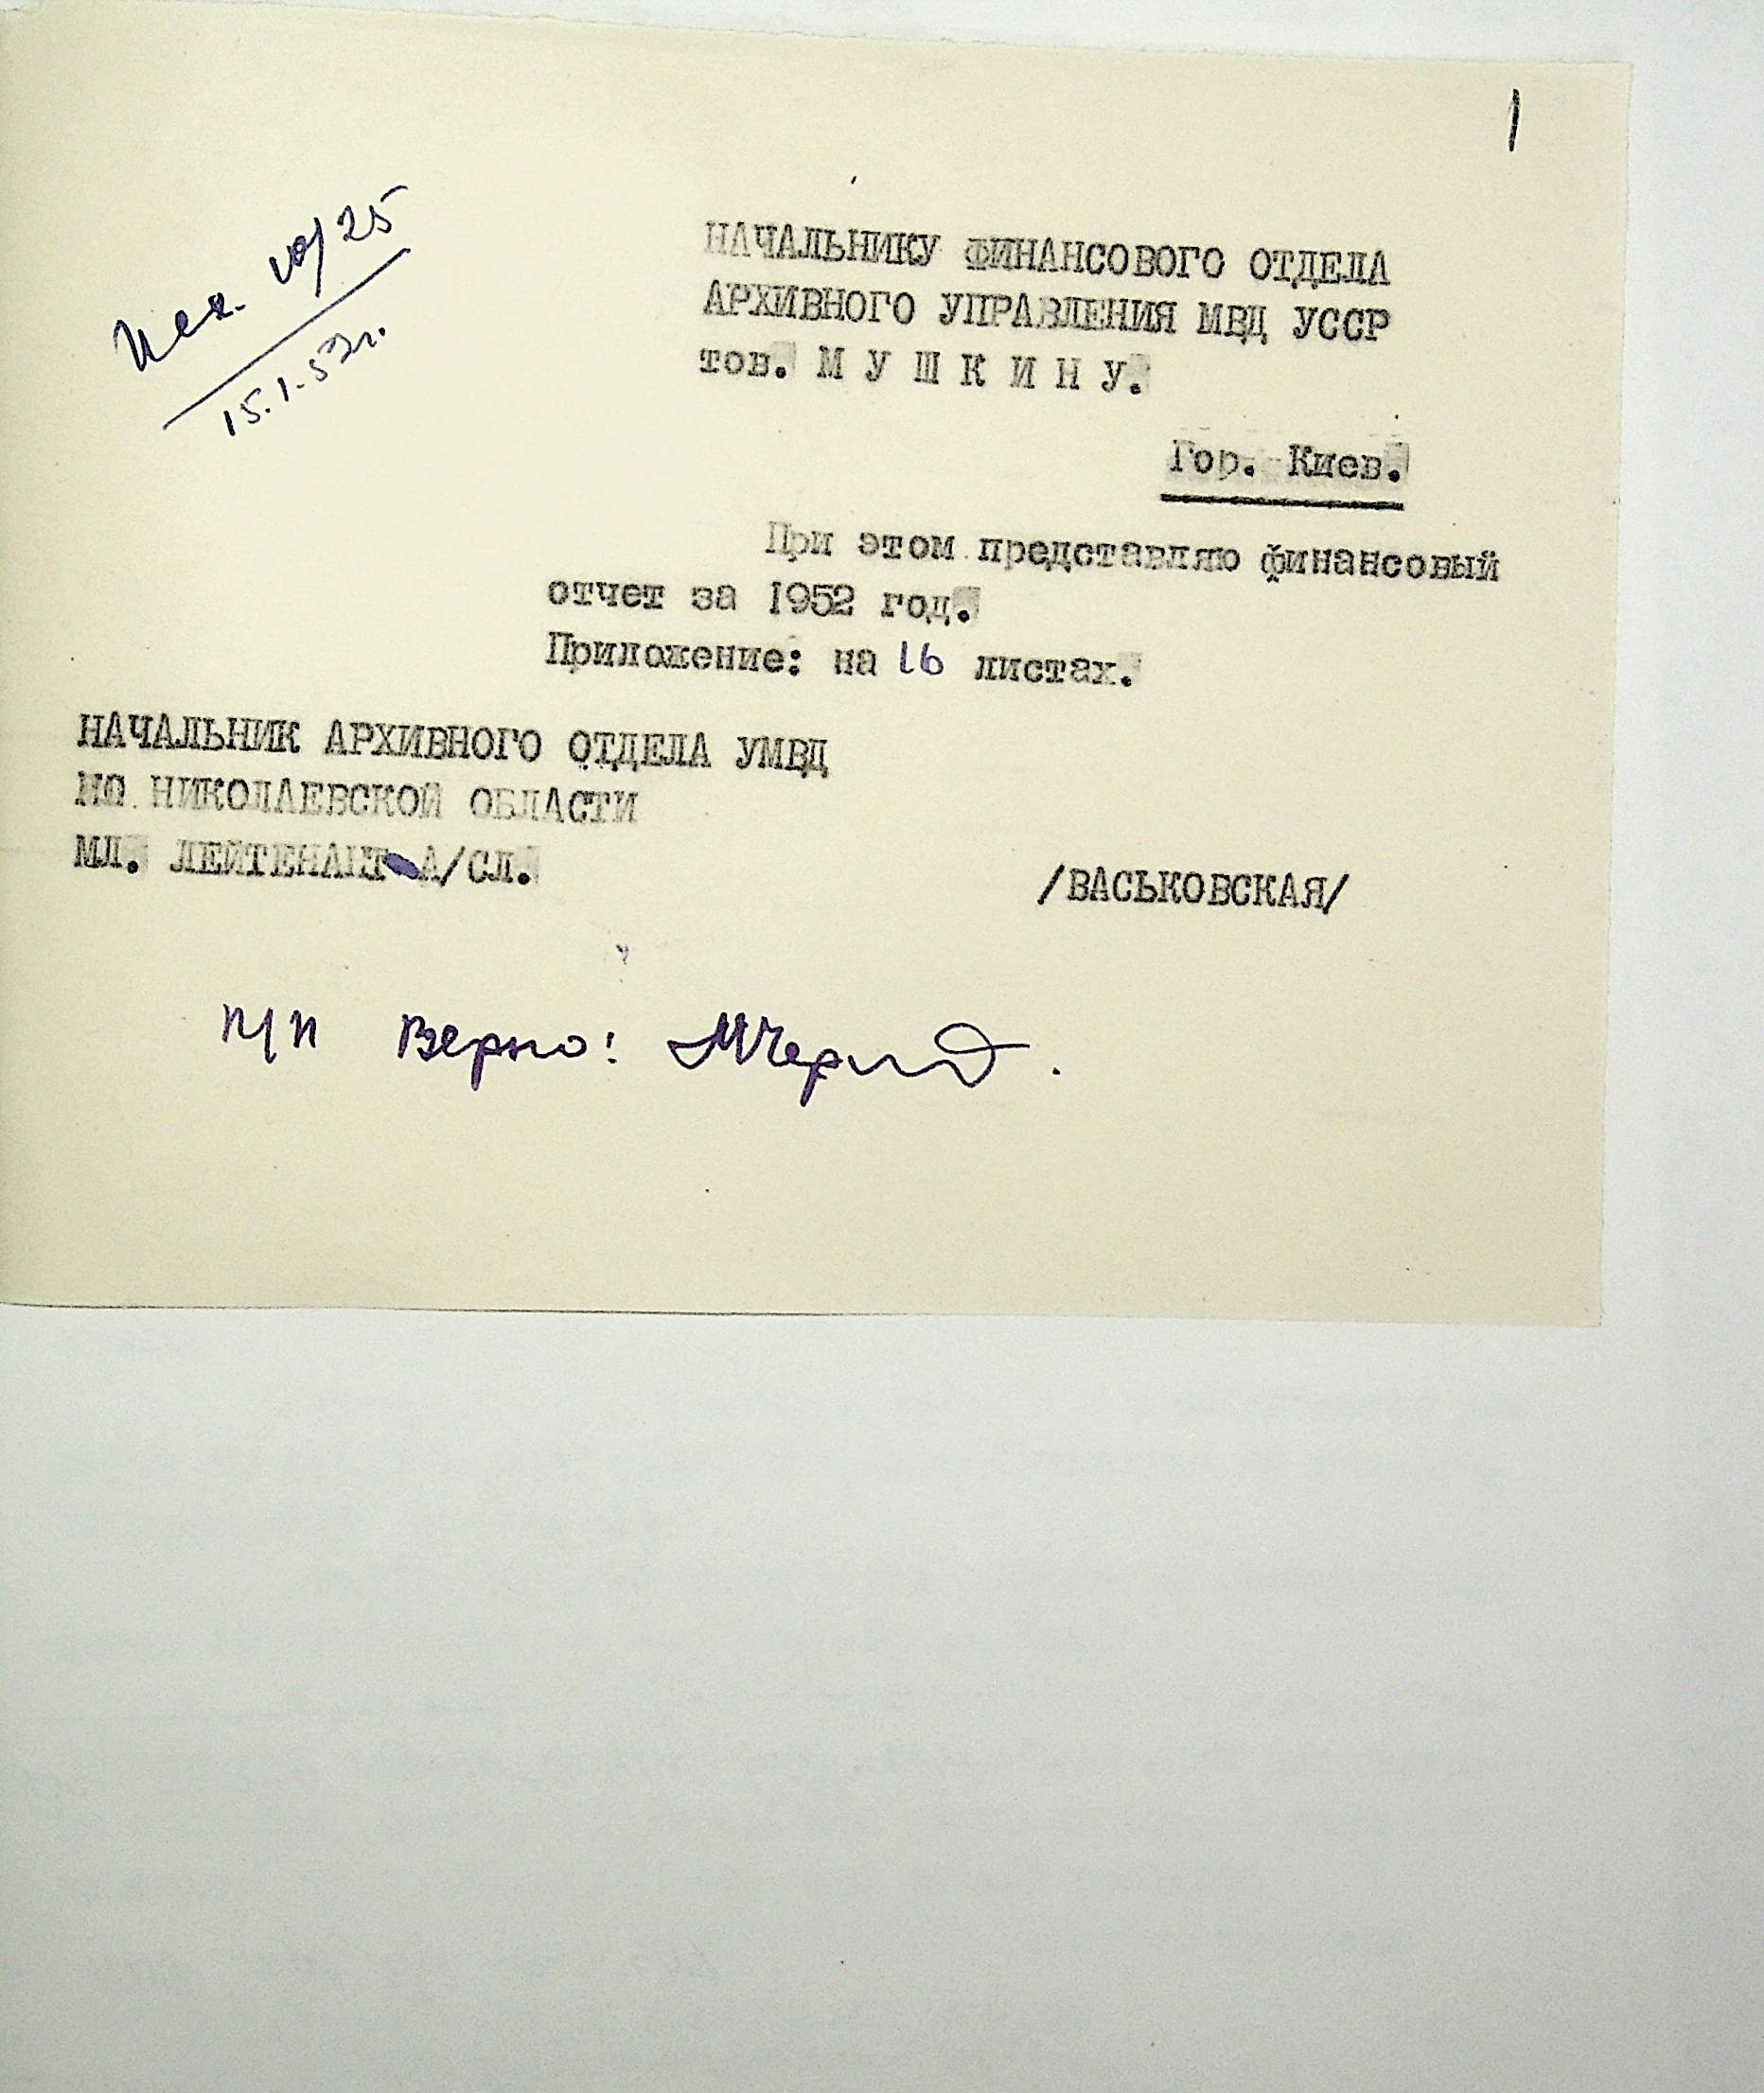 1
Исх. 10/25
15.1.53г.
НАЧАЛЬНИКУ ФИНАНСОВОГО ОТДЕЛА
АРХИВНОГО УПРАВЛЕНИЯ МВД УССР
тов. М У Ш К И Н У.
Гор. Киев.
При этом представляю финансовый
отчет за 1952 год.
Приложение: на 16 листах.
НАЧАЛЬНИК АРХИВНОГО ОТДЕЛА УМВД
НО НИКОЛАЕВСКОЙ ОБЛАСТИ
МЛ. ЛЕЙТЕНАНТ А/СЛ.
/ВАСЬКОВСКАЯ/
п/п Верно: